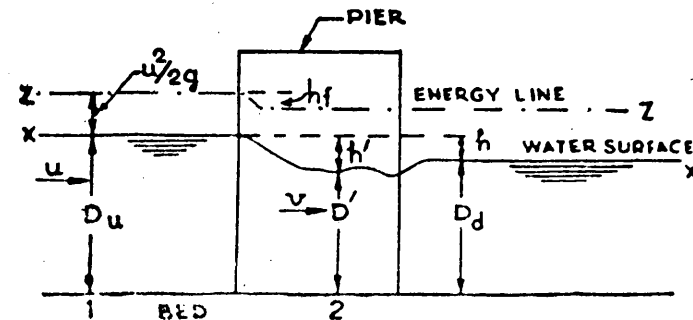 PIER
u²/2g
Z
hf
ENERGY LINE
Z
X
h'
h
WATER SURFACE
X
u
Du
v
D'
Dd
1
BED
2